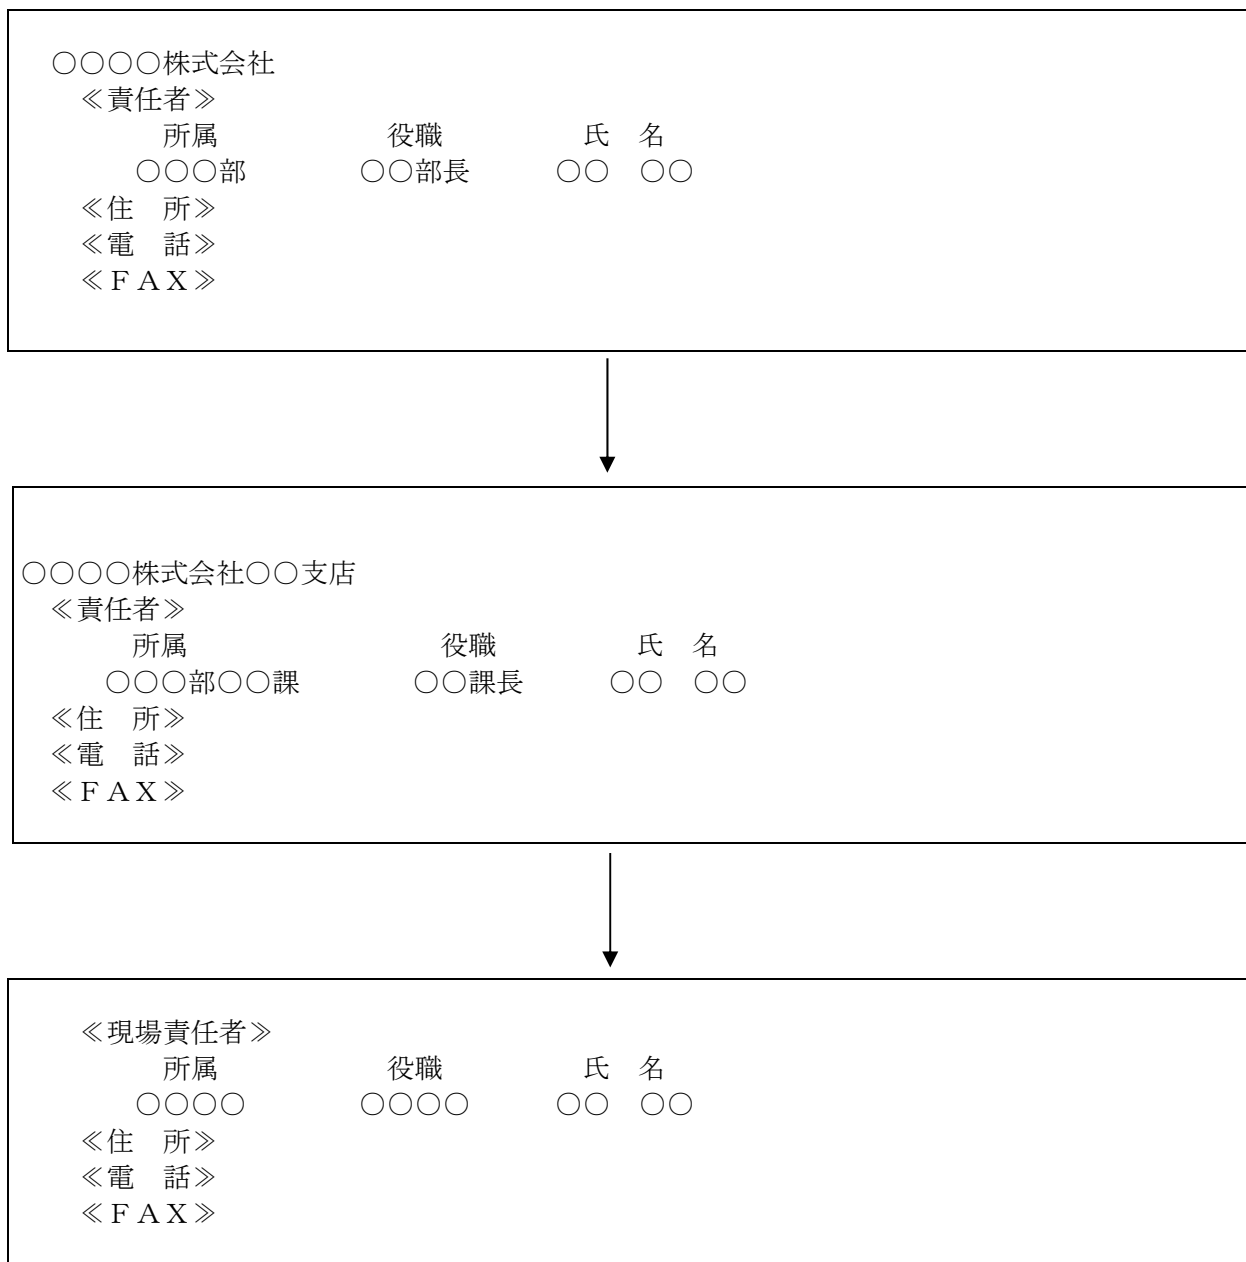 ○○○○株式会社
≪責任者≫
所属　役職　氏　名
○○○部　○○部長　○○　○○
≪住　所≫
≪電　話≫
≪ＦＡＸ≫
○○○○株式会社○○支店
≪責任者≫
所属　役職　氏　名
○○○部○○課　○○課長　○○　○○
≪住　所≫
≪電　話≫
≪ＦＡＸ≫
≪現場責任者≫
所属　役職　氏　名
○○○○　○○○○　○○　○○
≪住　所≫
≪電　話≫
≪ＦＡＸ≫